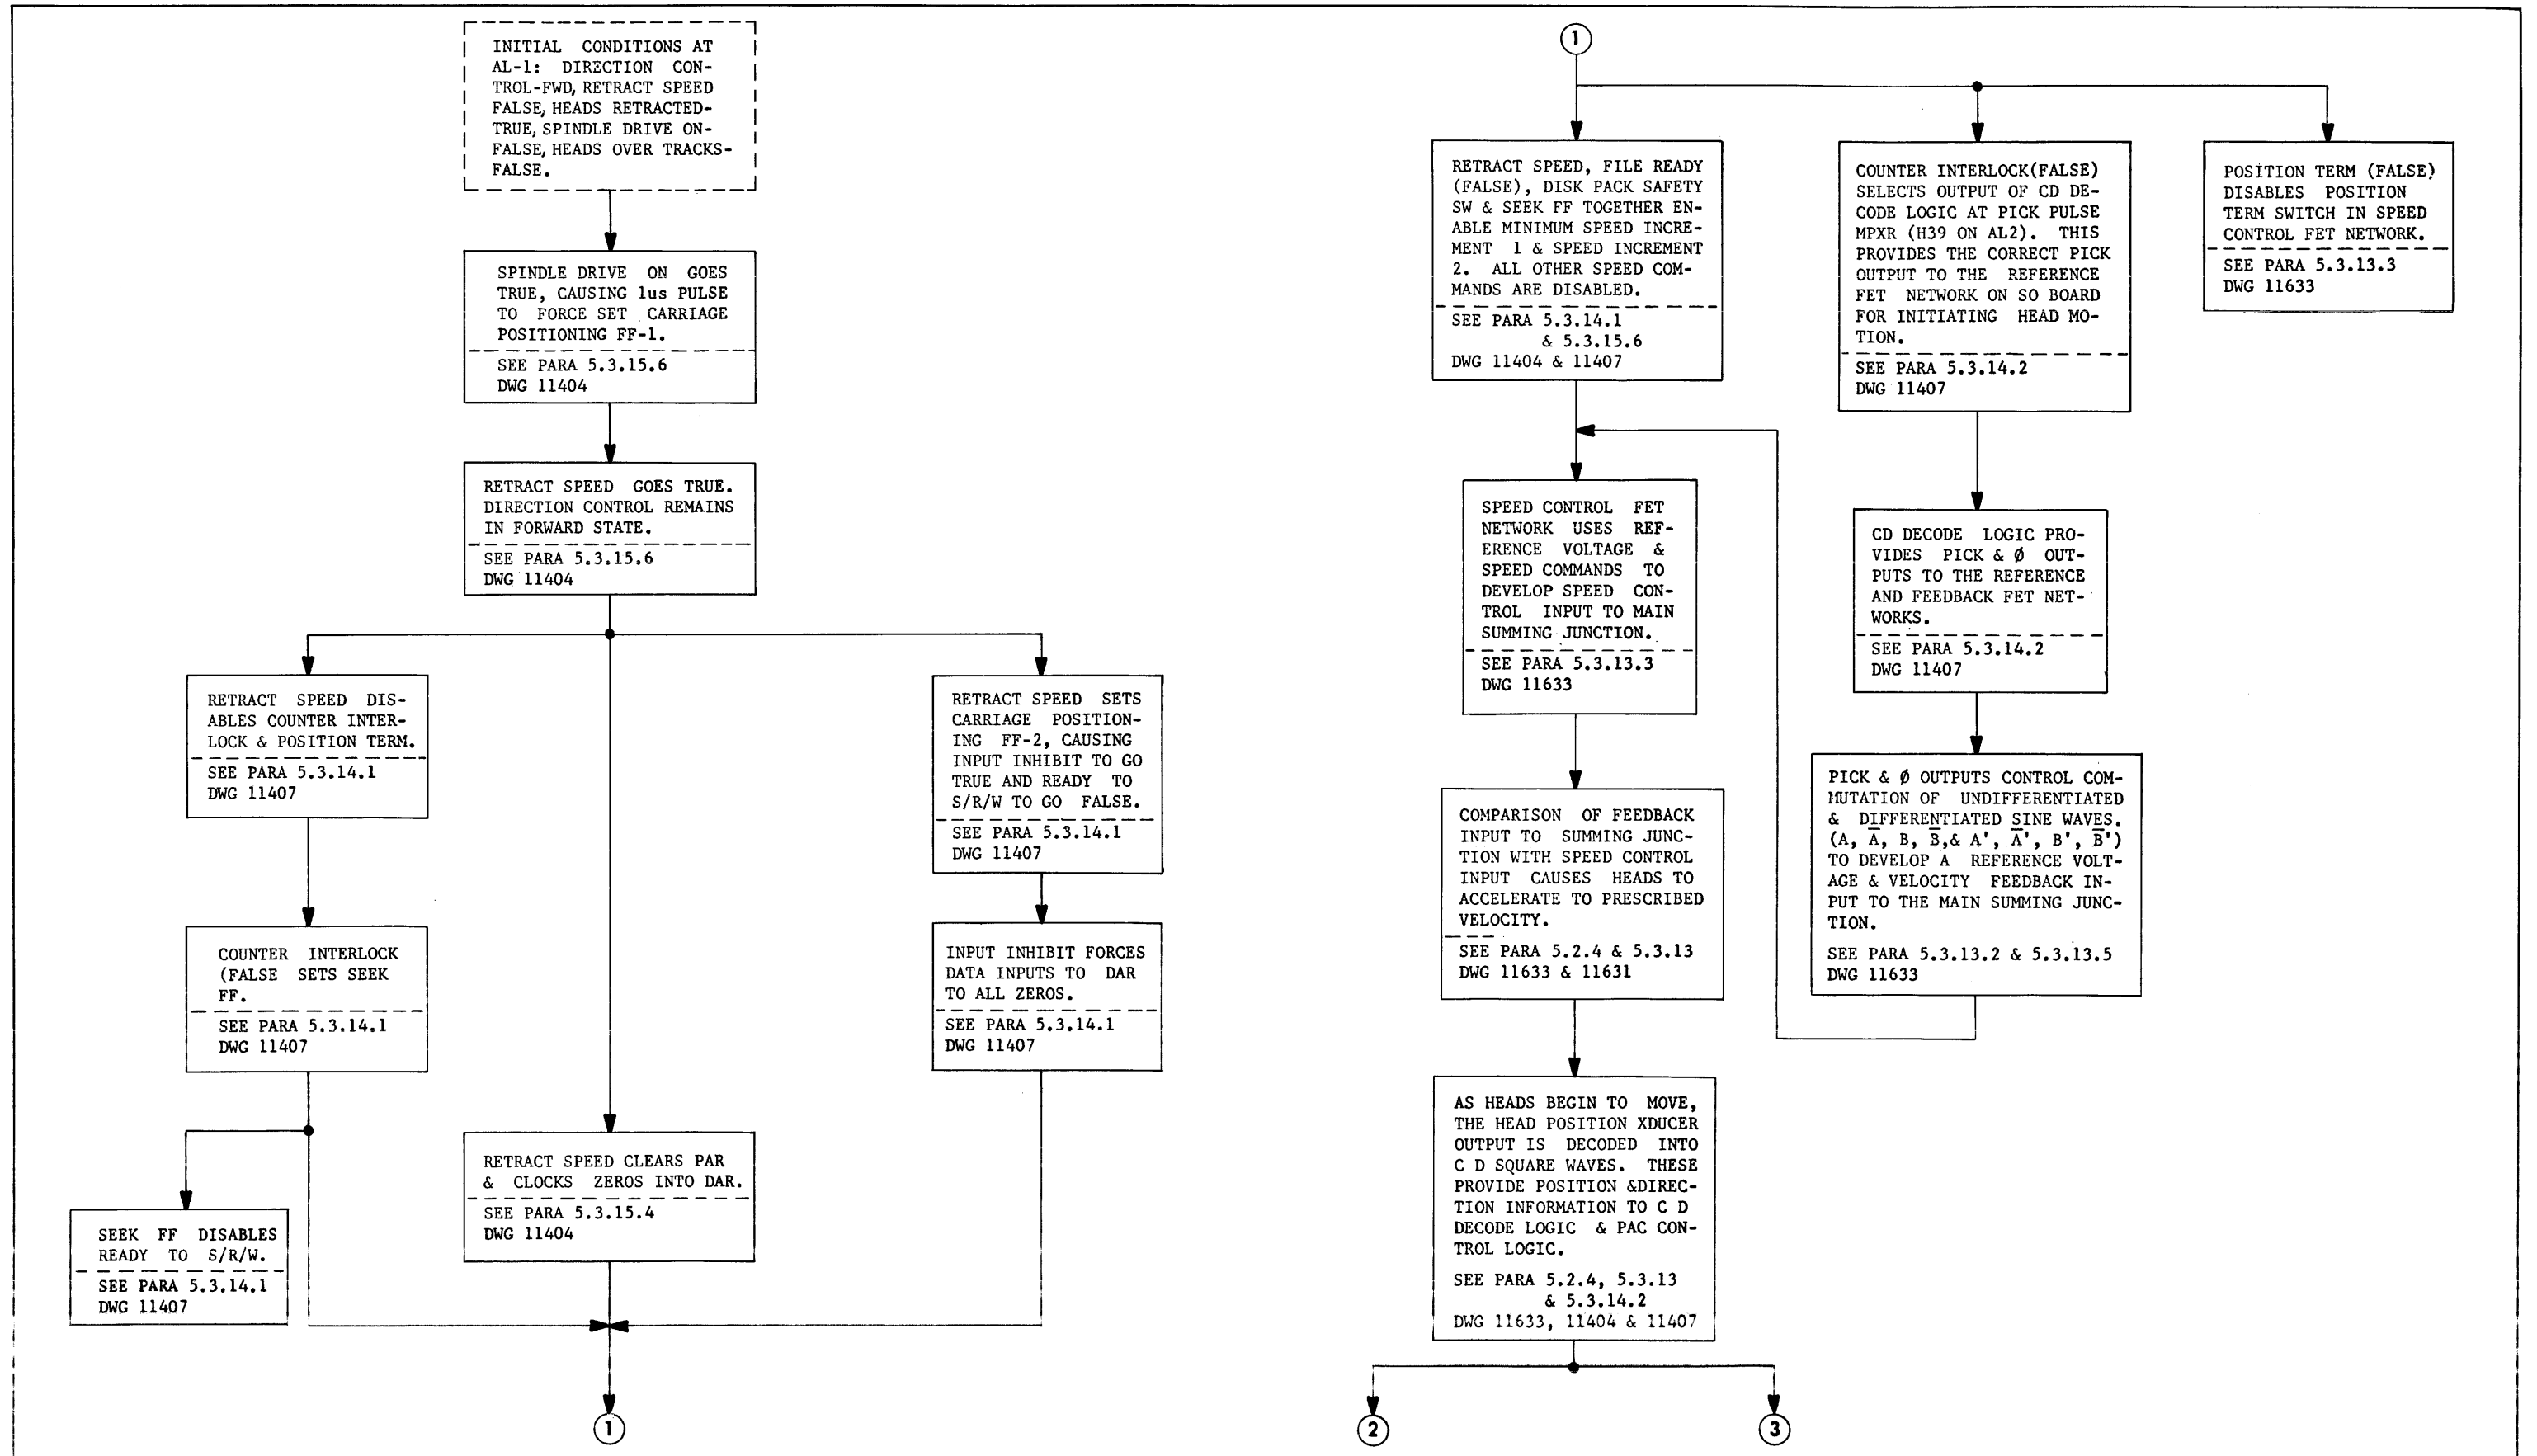 INITIAL CONDITIONS AT
AL-1: DIRECTION CON-
TROL-FWD, RETRACT SPEED
FALSE, HEADS RETRACTED-
TRUE, SPINDLE DRIVE ON-
FALSE, HEADS OVER TRACKS-
FALSE.
SPINDLE DRIVE ON GOES
TRUE, CAUSING 1us PULSE
TO FORCE SET CARRIAGE
POSITIONING FF-1.
SEE PARA 5.3.15.6
DWG 11404
RETRACT SPEED GOES TRUE.
DIRECTION CONTROL REMAINS
IN FORWARD STATE.
SEE PARA 5.3.15.6
DWG 11404
RETRACT SPEED DIS-
ABLES COUNTER INTER-
LOCK & POSITION TERM.
SEE PARA 5.3.14.1
DWG 11407
COUNTER INTERLOCK
(FALSE SETS SEEK
FF.
SEE PARA 5.3.14.1
DWG 11407
SEEK FF DISABLES
READY TO S/R/W.
SEE PARA 5.3.14.1
DWG 11407
RETRACT SPEED CLEARS PAR
& CLOCKS ZEROS INTO DAR.
SEE PARA 5.3.15.4
DWG 11404
RETRACT SPEED SETS
CARRIAGE POSITION-
ING FF-2, CAUSING
INPUT INHIBIT TO GO
TRUE AND READY TO
S/R/W TO GO FALSE.
SEE PARA 5.3.14.1
DWG 11407
INPUT INHIBIT FORCES
DATA INPUTS TO DAR
TO ALL ZEROS.
SEE PARA 5.3.14.1
DWG 11407
1
1
RETRACT SPEED, FILE READY
(FALSE), DISK PACK SAFETY
SW & SEEK FF TOGETHER EN-
ABLE MINIMUM SPEED INCRE-
MENT 1 & SPEED INCREMENT
2. ALL OTHER SPEED COM-
MANDS ARE DISABLED.
SEE PARA 5.3.14.1
& 5.3.15.6
DWG 11404 & 11407
SPEED CONTROL FET
NETWORK USES REF-
ERENCE VOLTAGE &
SPEED COMMANDS TO
DEVELOP SPEED CON-
TROL INPUT TO MAIN
SUMMING JUNCTION.
SEE PARA 5.3.13.3
DWG 11633
COMPARISON OF FEEDBACK
INPUT TO SUMMING JUNC-
TION WITH SPEED CONTROL
INPUT CAUSES HEADS TO
ACCELERATE TO PRESCRIBED
VELOCITY.
SEE PARA 5.2.4 & 5.3.13
DWG 11633 & 11631
AS HEADS BEGIN TO MOVE,
THE HEAD POSITION XDUCER
OUTPUT IS DECODED INTO
C D SQUARE WAVES. THESE
PROVIDE POSITION &DIREC-
TION INFORMATION TO C D
DECODE LOGIC & PAC CON-
TROL LOGIC.
SEE PARA 5.2.4, 5.3.13
& 5.3.14.2
DWG 11633, 11404 & 11407
2
3
COUNTER INTERLOCK(FALSE)
SELECTS OUTPUT OF CD DE-
CODE LOGIC AT PICK PULSE
MPXR (H39 ON AL2). THIS
PROVIDES THE CORRECT PICK
OUTPUT TO THE REFERENCE
FET NETWORK ON SO BOARD
FOR INITIATING HEAD MO-
TION.
SEE PARA 5.3.14.2
DWG 11407
CD DECODE LOGIC PRO-
VIDES PICK & Ø OUT-
PUTS TO THE REFERENCE
AND FEEDBACK FET NET-
WORKS.
SEE PARA 5.3.14.2
DWG 11407
PICK & Ø OUTPUTS CONTROL COM-
MUTATION OF UNDIFFERENTIATED
& DIFFERENTIATED SINE WAVES.
(A, A̅, B, B̅,& A', A̅', B', B̅')
TO DEVELOP A REFERENCE VOLT-
AGE & VELOCITY FEEDBACK IN-
PUT TO THE MAIN SUMMING JUNC-
TION.
SEE PARA 5.3.13.2 & 5.3.13.5
DWG 11633
POSITION TERM (FALSE)
DISABLES POSITION
TERM SWITCH IN SPEED
CONTROL FET NETWORK.
SEE PARA 5.3.13.3
DWG 11633